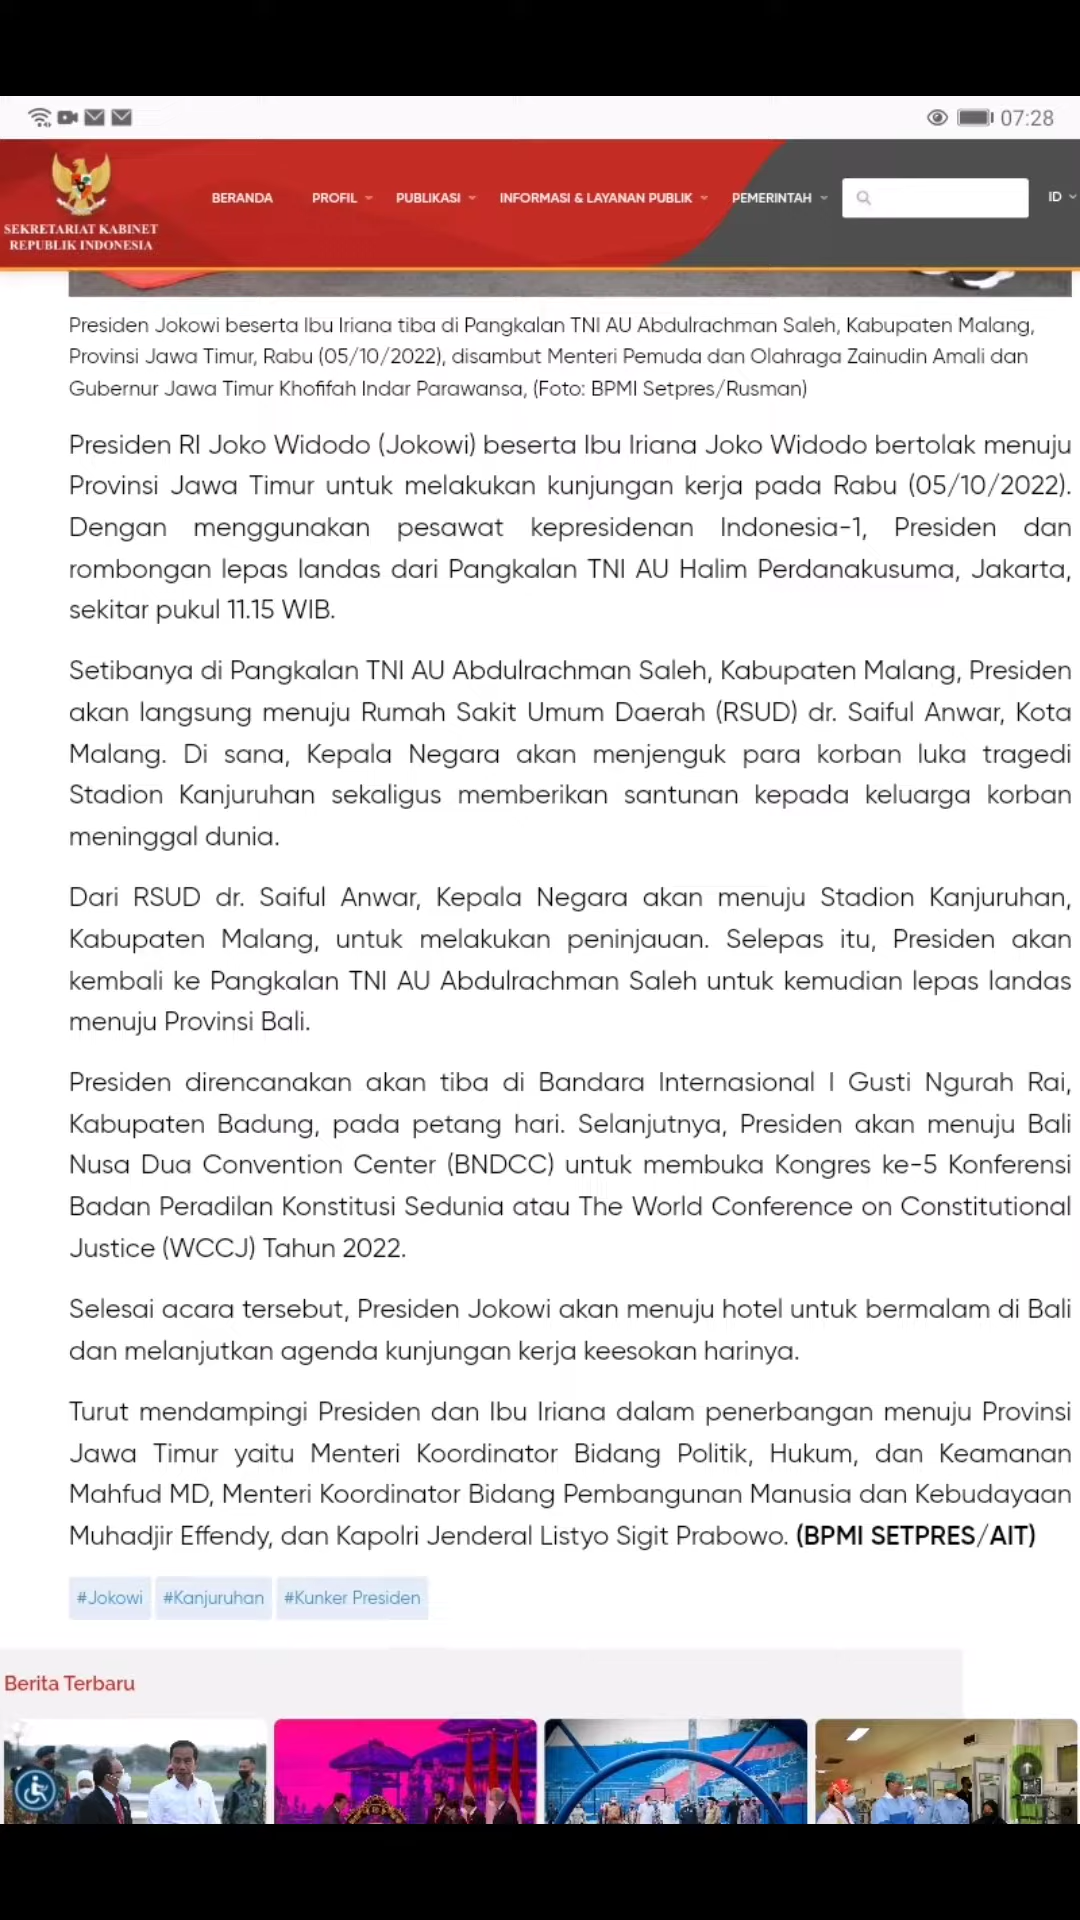 07:28
SEKRETARIAT KABINET
REPUBLIK INDONESIA
BERANDA PROFIL PUBLIKASI INFORMASI & LAYANAN PUBLIK PEMERINTAH ID
Presiden Jokowi beserta Ibu Iriana tiba di Pangkalan TNI AU Abdulrachman Saleh, Kabupaten Malang,
Provinsi Jawa Timur, Rabu (05/10/2022), disambut Menteri Pemuda dan Olahraga Zainudin Amali dan
Gubernur Jawa Timur Khofifah Indar Parawansa, (Foto: BPMI Setpres/Rusman)
Presiden RI Joko Widodo (Jokowi) beserta Ibu Iriana Joko Widodo bertolak menuju
Provinsi Jawa Timur untuk melakukan kunjungan kerja pada Rabu (05/10/2022).
Dengan menggunakan pesawat kepresidenan Indonesia-1, Presiden dan
rombongan lepas landas dari Pangkalan TNI AU Halim Perdanakusuma, Jakarta,
sekitar pukul 11.15 WIB.
Setibanya di Pangkalan TNI AU Abdulrachman Saleh, Kabupaten Malang, Presiden
akan langsung menuju Rumah Sakit Umum Daerah (RSUD) dr. Saiful Anwar, Kota
Malang. Di sana, Kepala Negara akan menjenguk para korban luka tragedi
Stadion Kanjuruhan sekaligus memberikan santunan kepada keluarga korban
meninggal dunia.
Dari RSUD dr. Saiful Anwar, Kepala Negara akan menuju Stadion Kanjuruhan,
Kabupaten Malang, untuk melakukan peninjauan. Selepas itu, Presiden akan
kembali ke Pangkalan TNI AU Abdulrachman Saleh untuk kemudian lepas landas
menuju Provinsi Bali.
Presiden direncanakan akan tiba di Bandara Internasional I Gusti Ngurah Rai,
Kabupaten Badung, pada petang hari. Selanjutnya, Presiden akan menuju Bali
Nusa Dua Convention Center (BNDCC) untuk membuka Kongres ke-5 Konferensi
Badan Peradilan Konstitusi Sedunia atau The World Conference on Constitutional
Justice (WCCJ) Tahun 2022.
Selesai acara tersebut, Presiden Jokowi akan menuju hotel untuk bermalam di Bali
dan melanjutkan agenda kunjungan kerja keesokan harinya.
Turut mendampingi Presiden dan Ibu Iriana dalam penerbangan menuju Provinsi
Jawa Timur yaitu Menteri Koordinator Bidang Politik, Hukum, dan Keamanan
Mahfud MD, Menteri Koordinator Bidang Pembangunan Manusia dan Kebudayaan
Muhadjir Effendy, dan Kapolri Jenderal Listyo Sigit Prabowo. (BPMI SETPRES/AIT)
#Jokowi #Kanjuruhan #Kunker Presiden
Berita Terbaru